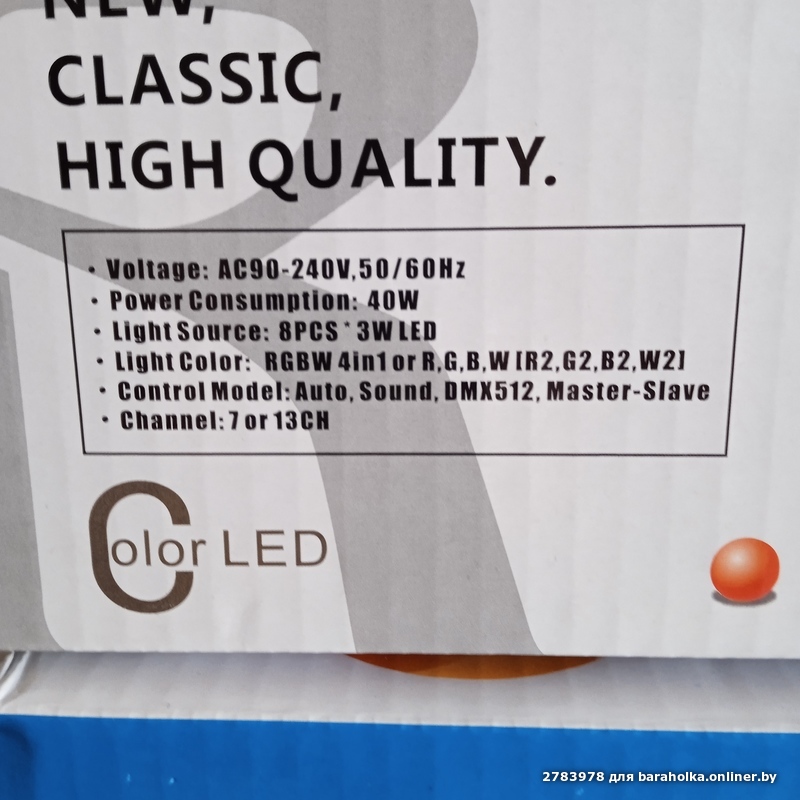 NEW,
CLASSIC,
HIGH QUALITY.
• Voltage: AC90-240V,50/60Hz
• Power Consumption: 40W
• Light Source: 8PCS * 3W LED
• Light Color: RGBW 4in1 or R,G,B,W [R2,G2,B2,W2]
• Control Model: Auto, Sound, DMX512, Master-Slave
• Channel: 7 or 13CH
Color LED
2783978 для baraholka.onliner.by